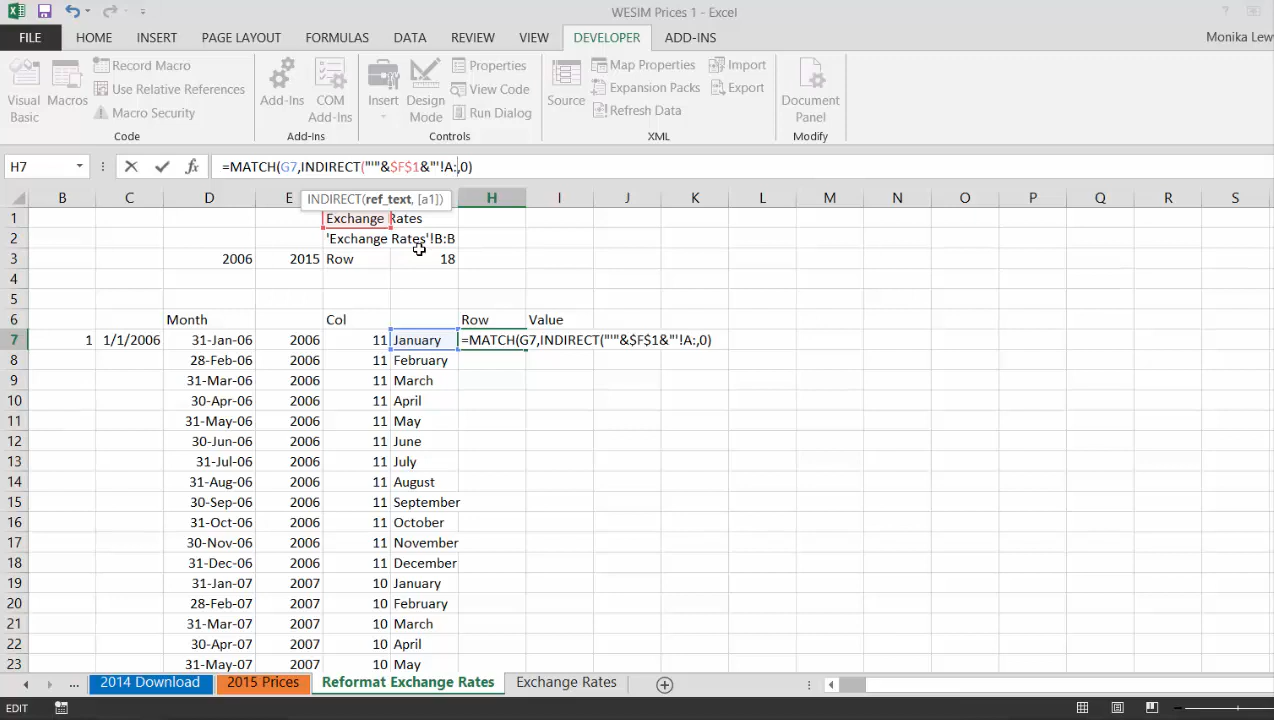 WESIM Prices 1 - Excel
FILE HOME INSERT PAGE LAYOUT FORMULAS DATA REVIEW VIEW DEVELOPER ADD-INS Monika Lew
Visual Basic
Macros
Record Macro
Use Relative References
Macro Security
Code
Add-Ins
COM Add-Ins
Add-Ins
Insert
Design Mode
Properties
View Code
Run Dialog
Controls
Source
Map Properties
Expansion Packs
Refresh Data
Import
Export
XML
Document Panel
Modify
H7 fx =MATCH(G7,INDIRECT("'"&$F$1&"'!A:,0)
INDIRECT(ref_text, [a1])
B C D E H I J K L M N O P Q R S
1 Exchange Rates
2 'Exchange Rates'!B:B
3 2006 2015 Row 18
4
5
6 Month Col Row Value
7 1 1/1/2006 31-Jan-06 2006 11 January =MATCH(G7,INDIRECT("'"&$F$1&"'!A:,0)
8 28-Feb-06 2006 11 February
9 31-Mar-06 2006 11 March
10 30-Apr-06 2006 11 April
11 31-May-06 2006 11 May
12 30-Jun-06 2006 11 June
13 31-Jul-06 2006 11 July
14 31-Aug-06 2006 11 August
15 30-Sep-06 2006 11 September
16 31-Oct-06 2006 11 October
17 30-Nov-06 2006 11 November
18 31-Dec-06 2006 11 December
19 31-Jan-07 2007 10 January
20 28-Feb-07 2007 10 February
21 31-Mar-07 2007 10 March
22 30-Apr-07 2007 10 April
23 31-May-07 2007 10 May
... 2014 Download 2015 Prices Reformat Exchange Rates Exchange Rates
EDIT